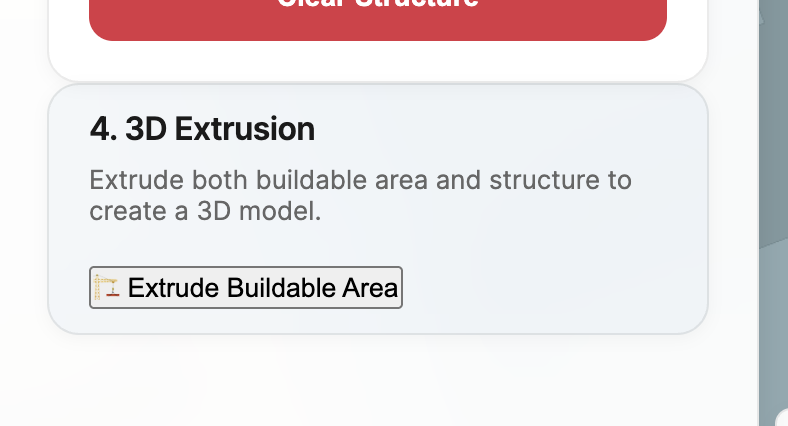 Clear Structure
4. 3D Extrusion
Extrude both buildable area and structure to
create a 3D model.
🏗️ Extrude Buildable Area